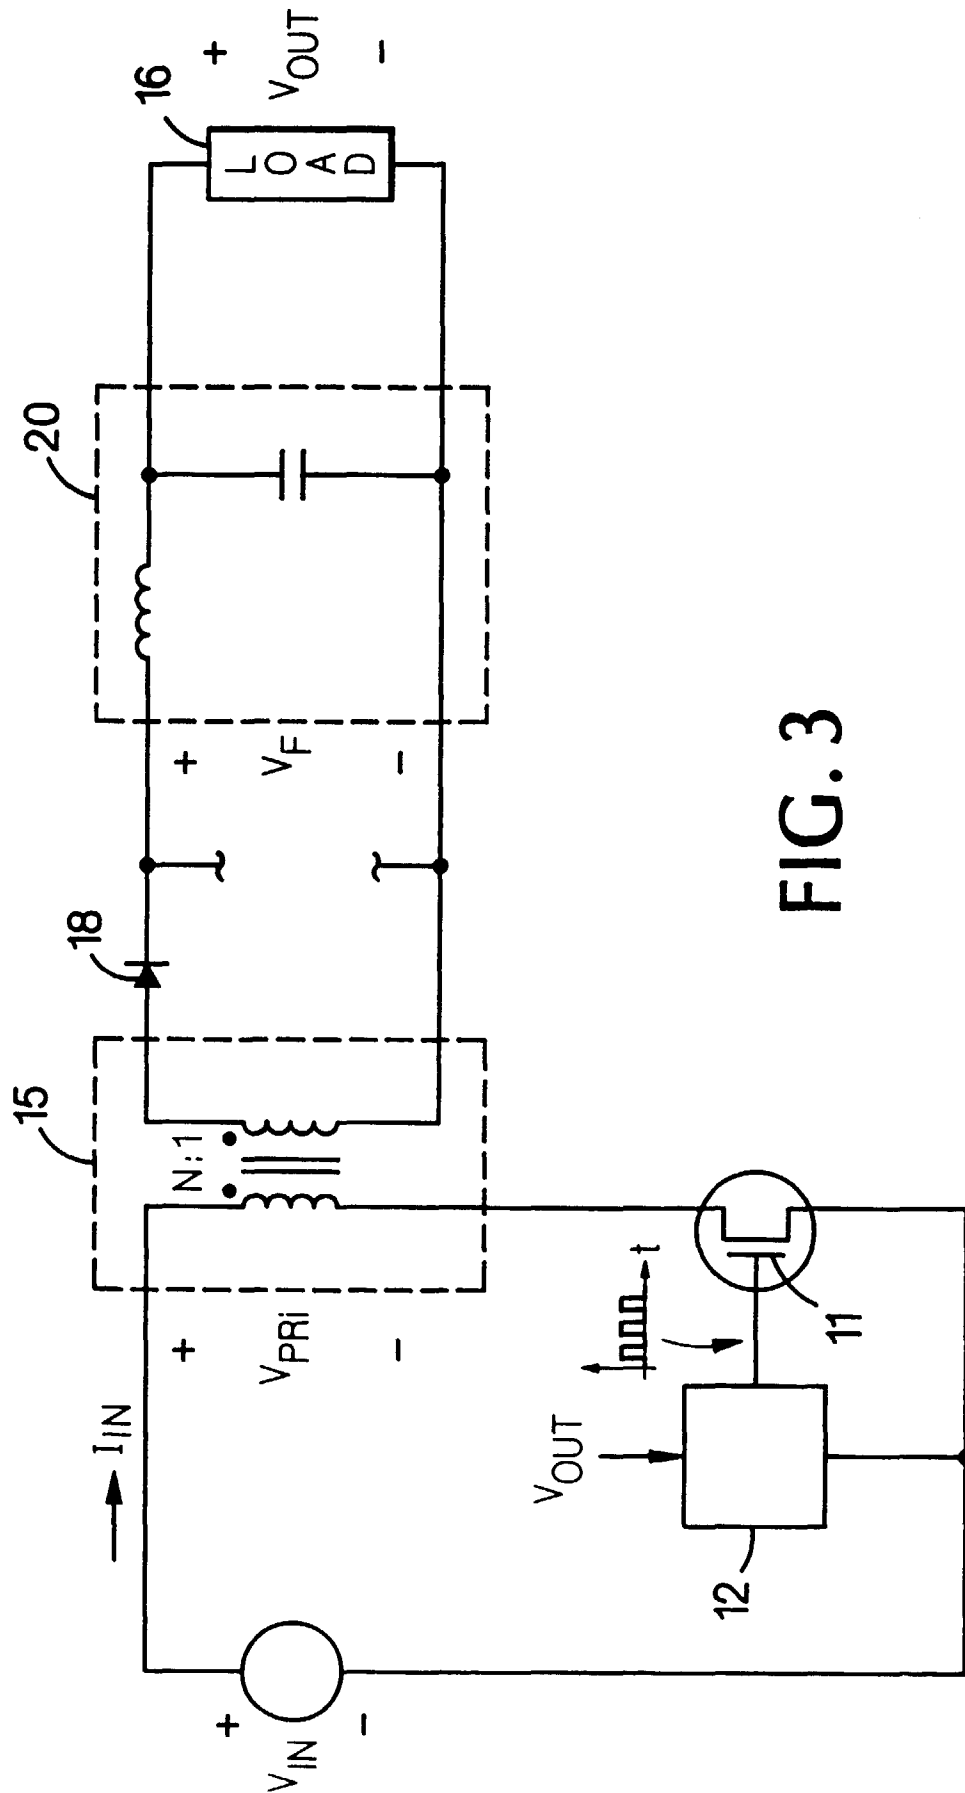 15
18
20
16
I_IN
N:1
+
+
+
+
V_IN
V_PRi
V_F
LOAD
V_OUT
-
-
-
-
V_OUT
t
12
11
FIG. 3